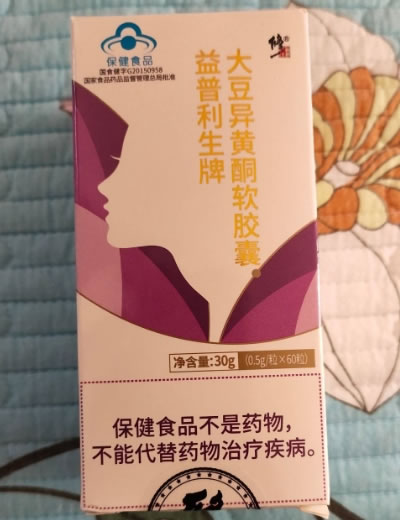 保健食品
国食健字G20150958
国家食品药品监督管理总局批准
修
®
大豆异黄酮软胶囊
益普利生牌
净含量:30g
(0.5g/粒×60粒)
保健食品不是药物，
不能代替药物治疗疾病。